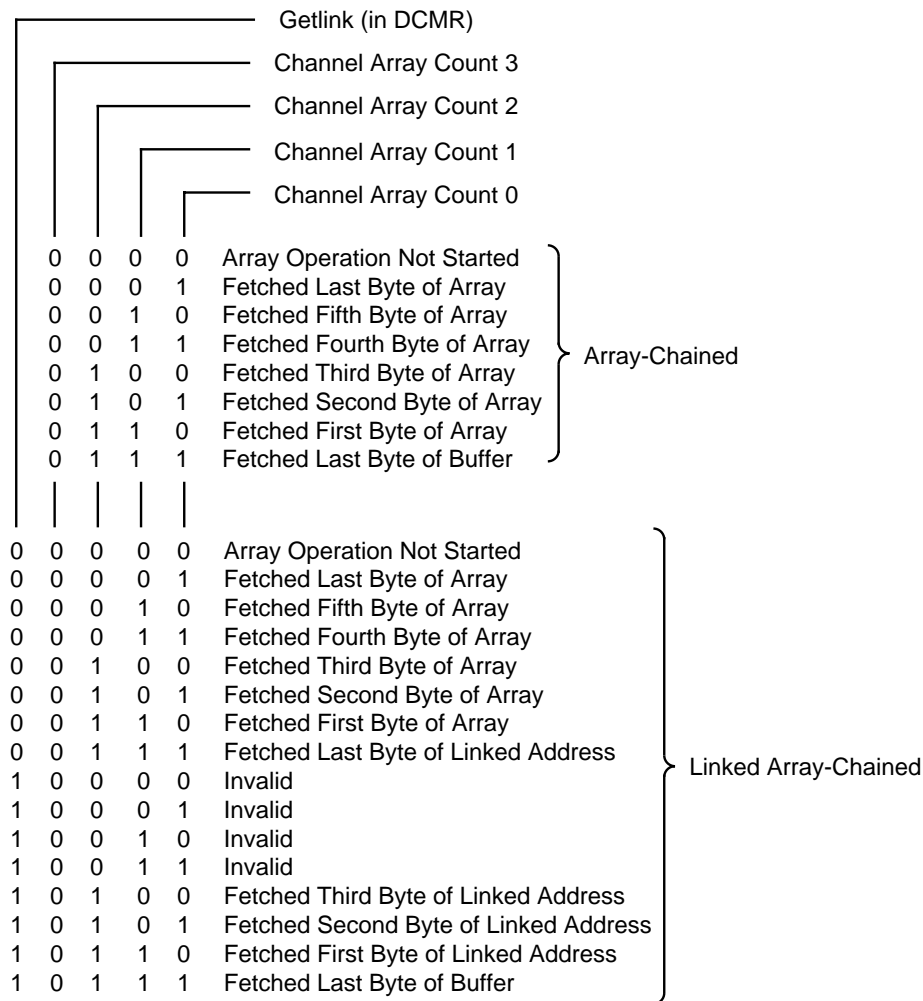 Getlink (in DCMR)
Channel Array Count 3
Channel Array Count 2
Channel Array Count 1
Channel Array Count 0
0 0 0 0 Array Operation Not Started
0 0 0 1 Fetched Last Byte of Array
0 0 1 0 Fetched Fifth Byte of Array
0 0 1 1 Fetched Fourth Byte of Array
0 1 0 0 Fetched Third Byte of Array
0 1 0 1 Fetched Second Byte of Array
0 1 1 0 Fetched First Byte of Array
0 1 1 1 Fetched Last Byte of Buffer
Array-Chained
0 0 0 0 0 Array Operation Not Started
0 0 0 0 1 Fetched Last Byte of Array
0 0 0 1 0 Fetched Fifth Byte of Array
0 0 0 1 1 Fetched Fourth Byte of Array
0 0 1 0 0 Fetched Third Byte of Array
0 0 1 0 1 Fetched Second Byte of Array
0 0 1 1 0 Fetched First Byte of Array
0 0 1 1 1 Fetched Last Byte of Linked Address
1 0 0 0 0 Invalid
1 0 0 0 1 Invalid
1 0 0 1 0 Invalid
1 0 0 1 1 Invalid
1 0 1 0 0 Fetched Third Byte of Linked Address
1 0 1 0 1 Fetched Second Byte of Linked Address
1 0 1 1 0 Fetched First Byte of Linked Address
1 0 1 1 1 Fetched Last Byte of Buffer
Linked Array-Chained